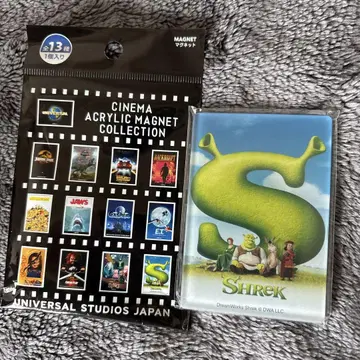 全13種
1個入り
MAGNET
マグネット
CINEMA
ACRYLIC MAGNET
COLLECTION
UNIVERSAL
JAWS
E.T.
UNIVERSAL STUDIOS JAPAN
S
SHREK
DreamWorks Shrek © DWA LLC